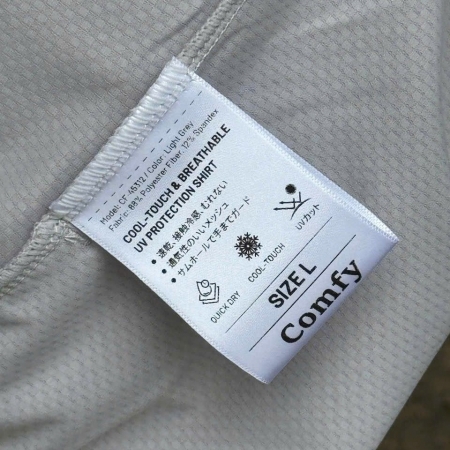 Model: CF-45112 / Color: Light Grey
Fabric: 88% Polyester Fiber, 12% Spandex
COOL-TOUCH & BREATHABLE
UV PROTECTION SHIRT
• 速乾、接触冷感、むれない
• 通気性のいいメッシュ
• サムホールで手までガード
QUICK DRY
COOL-TOUCH
UVカット
SIZE L
Comfy